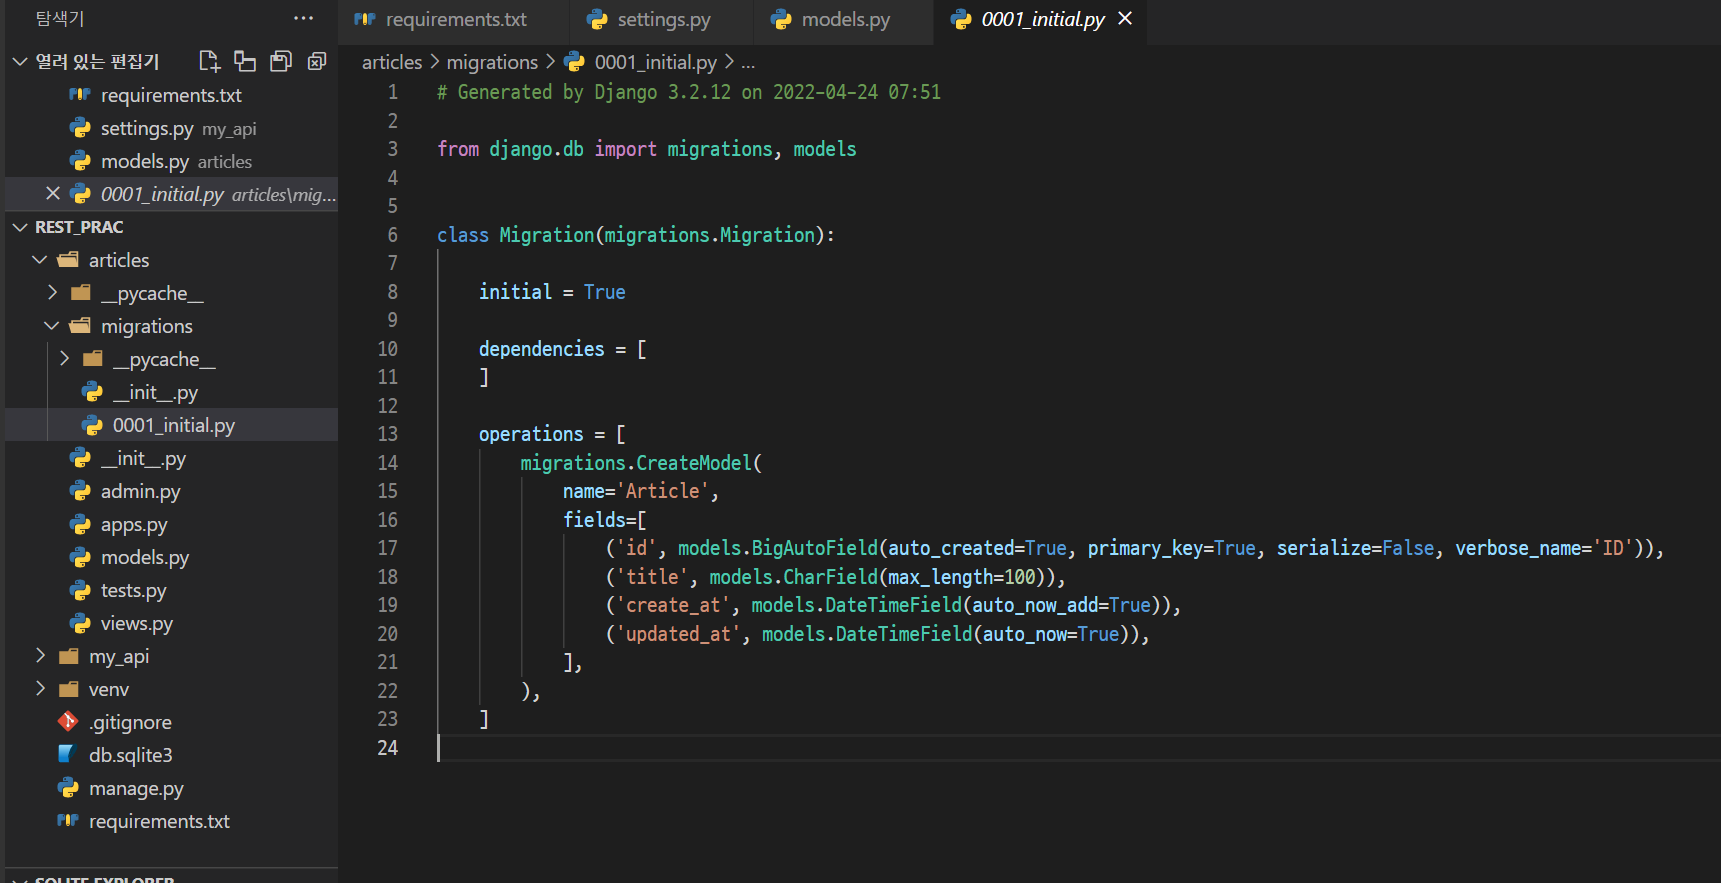 탐색기
열려 있는 편집기
requirements.txt
settings.py my_api
models.py articles
0001_initial.py articles\mig...
REST_PRAC
articles
__pycache__
migrations
__pycache__
__init__.py
0001_initial.py
__init__.py
admin.py
apps.py
models.py
tests.py
views.py
my_api
venv
.gitignore
db.sqlite3
manage.py
requirements.txt
SQLITE EXPLORER
requirements.txt settings.py models.py 0001_initial.py
articles > migrations > 0001_initial.py > ...
1 # Generated by Django 3.2.12 on 2022-04-24 07:51
2
3 from django.db import migrations, models
4
5
6 class Migration(migrations.Migration):
7
8     initial = True
9
10     dependencies = [
11     ]
12
13     operations = [
14         migrations.CreateModel(
15             name='Article',
16             fields=[
17                 ('id', models.BigAutoField(auto_created=True, primary_key=True, serialize=False, verbose_name='ID')),
18                 ('title', models.CharField(max_length=100)),
19                 ('create_at', models.DateTimeField(auto_now_add=True)),
20                 ('updated_at', models.DateTimeField(auto_now=True)),
21             ],
22         ),
23     ]
24